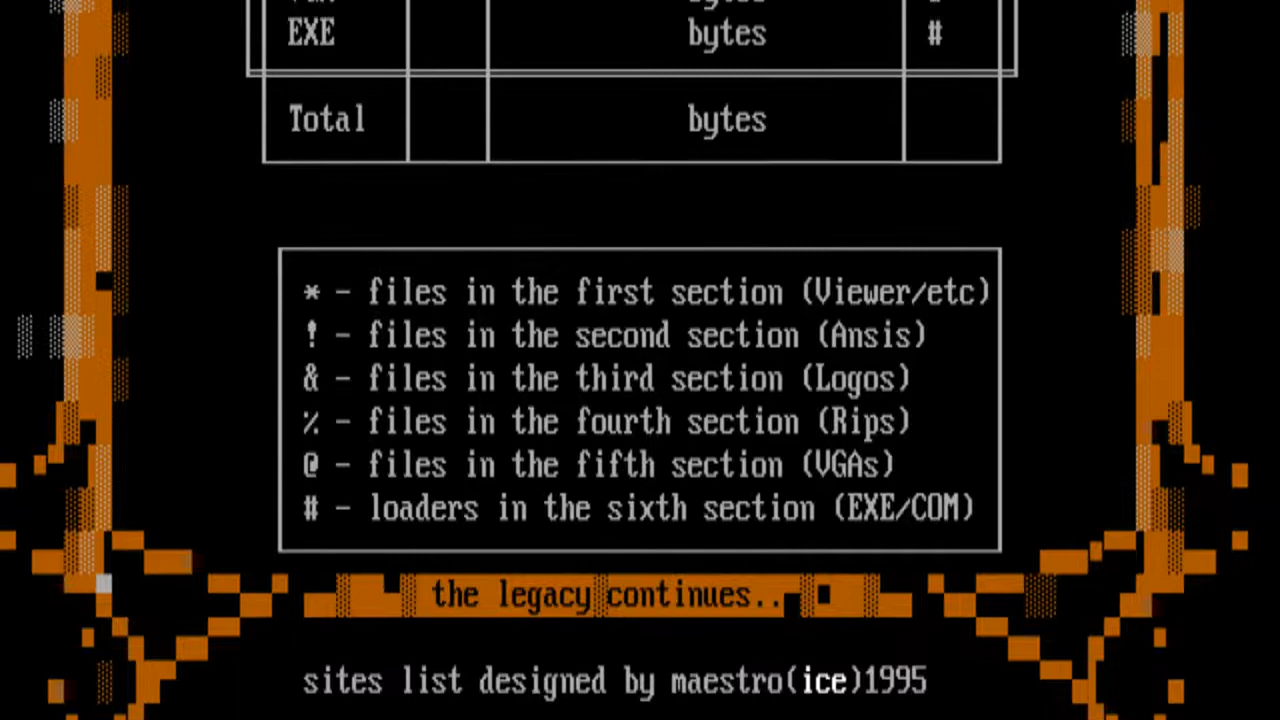 EXE bytes #
Total bytes
* - files in the first section (Viewer/etc)
! - files in the second section (Ansis)
& - files in the third section (Logos)
% - files in the fourth section (Rips)
@ - files in the fifth section (VGAs)
# - loaders in the sixth section (EXE/COM)
the legacy continues..
sites list designed by maestro(ice)1995